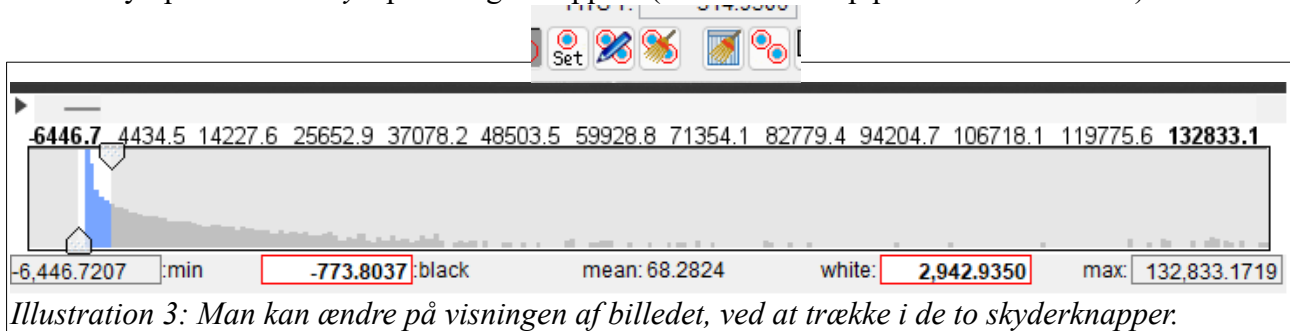 Set
-6446.7 4434.5 14227.6 25652.9 37078.2 48503.5 59928.8 71354.1 82779.4 94204.7 106718.1 119775.6 132833.1
-6,446.7207 :min -773.8037 :black mean: 68.2824 white: 2,942.9350 max: 132,833.1719
Illustration 3: Man kan ændre på visningen af billedet, ved at trække i de to skyderknapper.